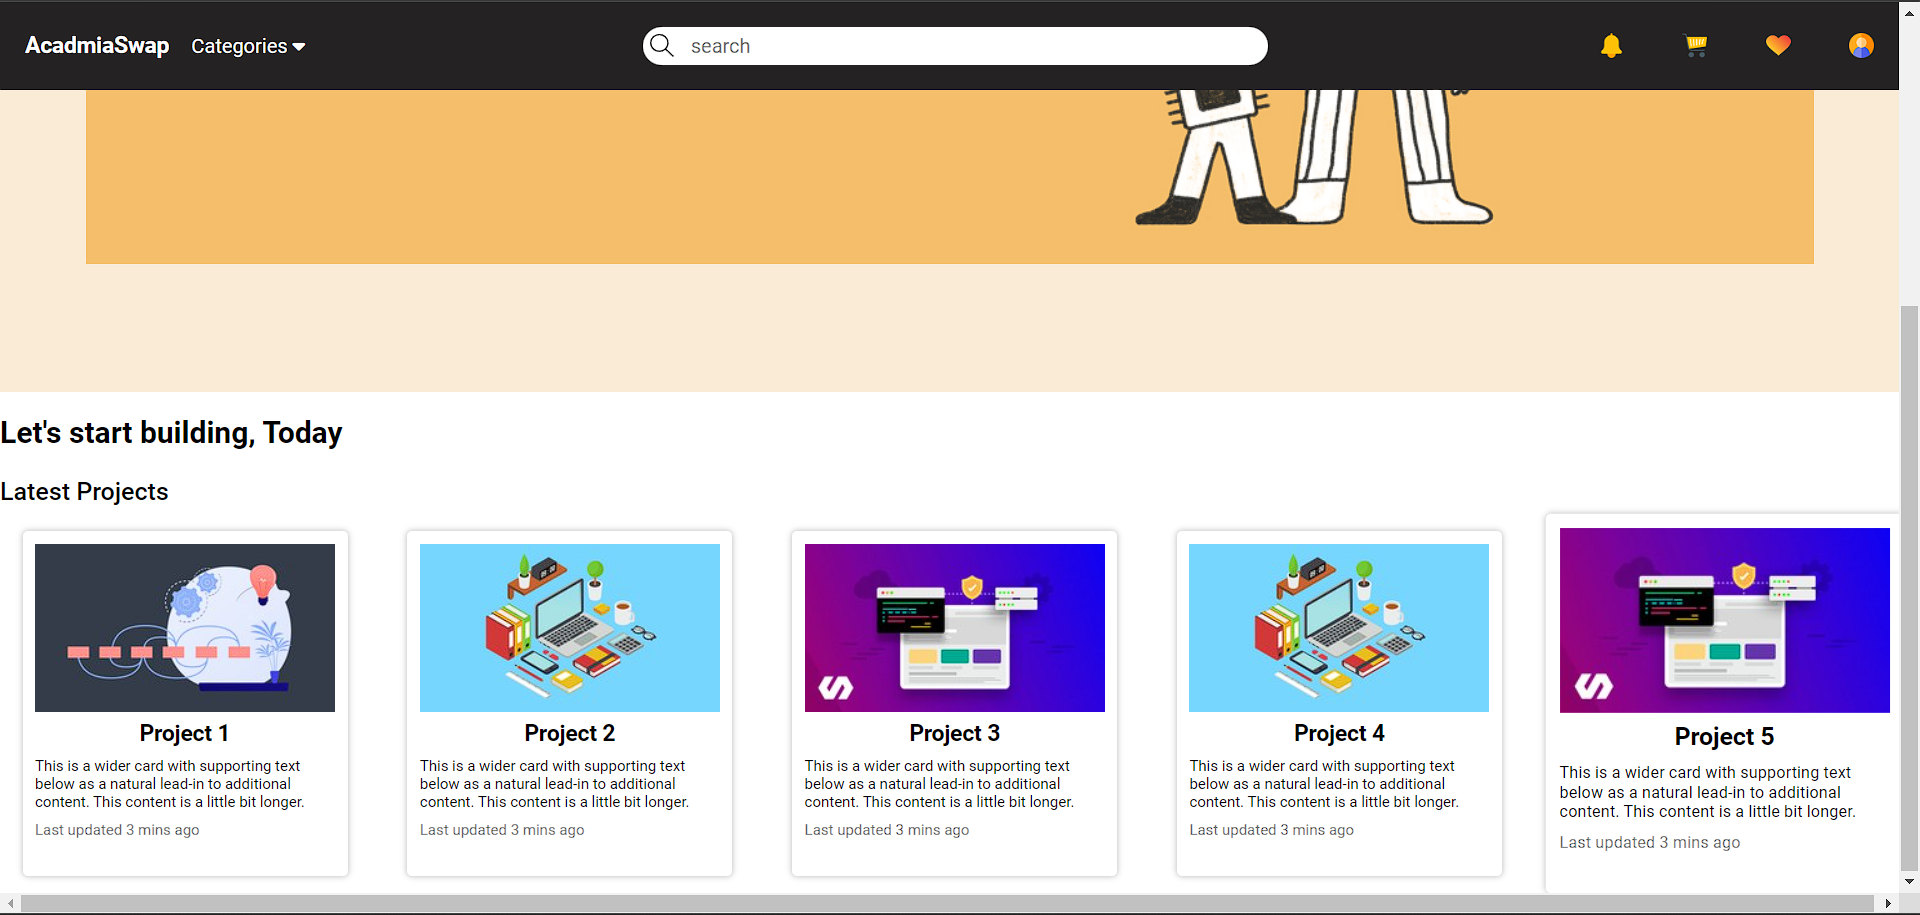 AcadmiaSwap Categories search
Let's start building, Today
Latest Projects
Project 1
This is a wider card with supporting text
below as a natural lead-in to additional
content. This content is a little bit longer.
Last updated 3 mins ago
Project 2
This is a wider card with supporting text
below as a natural lead-in to additional
content. This content is a little bit longer.
Last updated 3 mins ago
Project 3
This is a wider card with supporting text
below as a natural lead-in to additional
content. This content is a little bit longer.
Last updated 3 mins ago
Project 4
This is a wider card with supporting text
below as a natural lead-in to additional
content. This content is a little bit longer.
Last updated 3 mins ago
Project 5
This is a wider card with supporting text
below as a natural lead-in to additional
content. This content is a little bit longer.
Last updated 3 mins ago